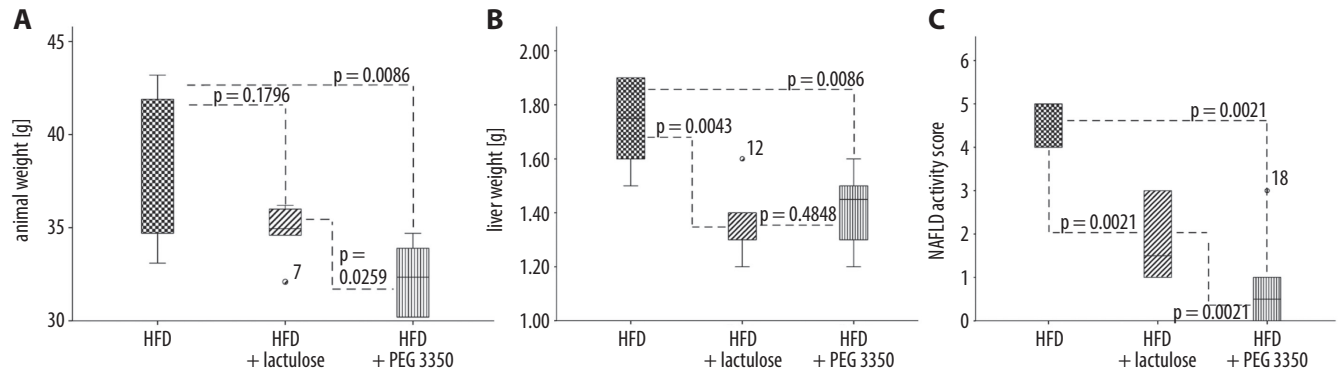 A
animal weight [g]
45
40
35
30
p = 0.0086
p = 0.1796
7
p =
0.0259
HFD
HFD
+ lactulose
HFD
+ PEG 3350
B
liver weight [g]
2.00
1.80
1.60
1.40
1.20
1.00
p = 0.0086
p = 0.0043
12
p = 0.4848
HFD
HFD
+ lactulose
HFD
+ PEG 3350
C
NAFLD activity score
6
5
4
3
2
1
0
p = 0.0021
18
p = 0.0021
p = 0.0021
HFD
HFD
+ lactulose
HFD
+ PEG 3350